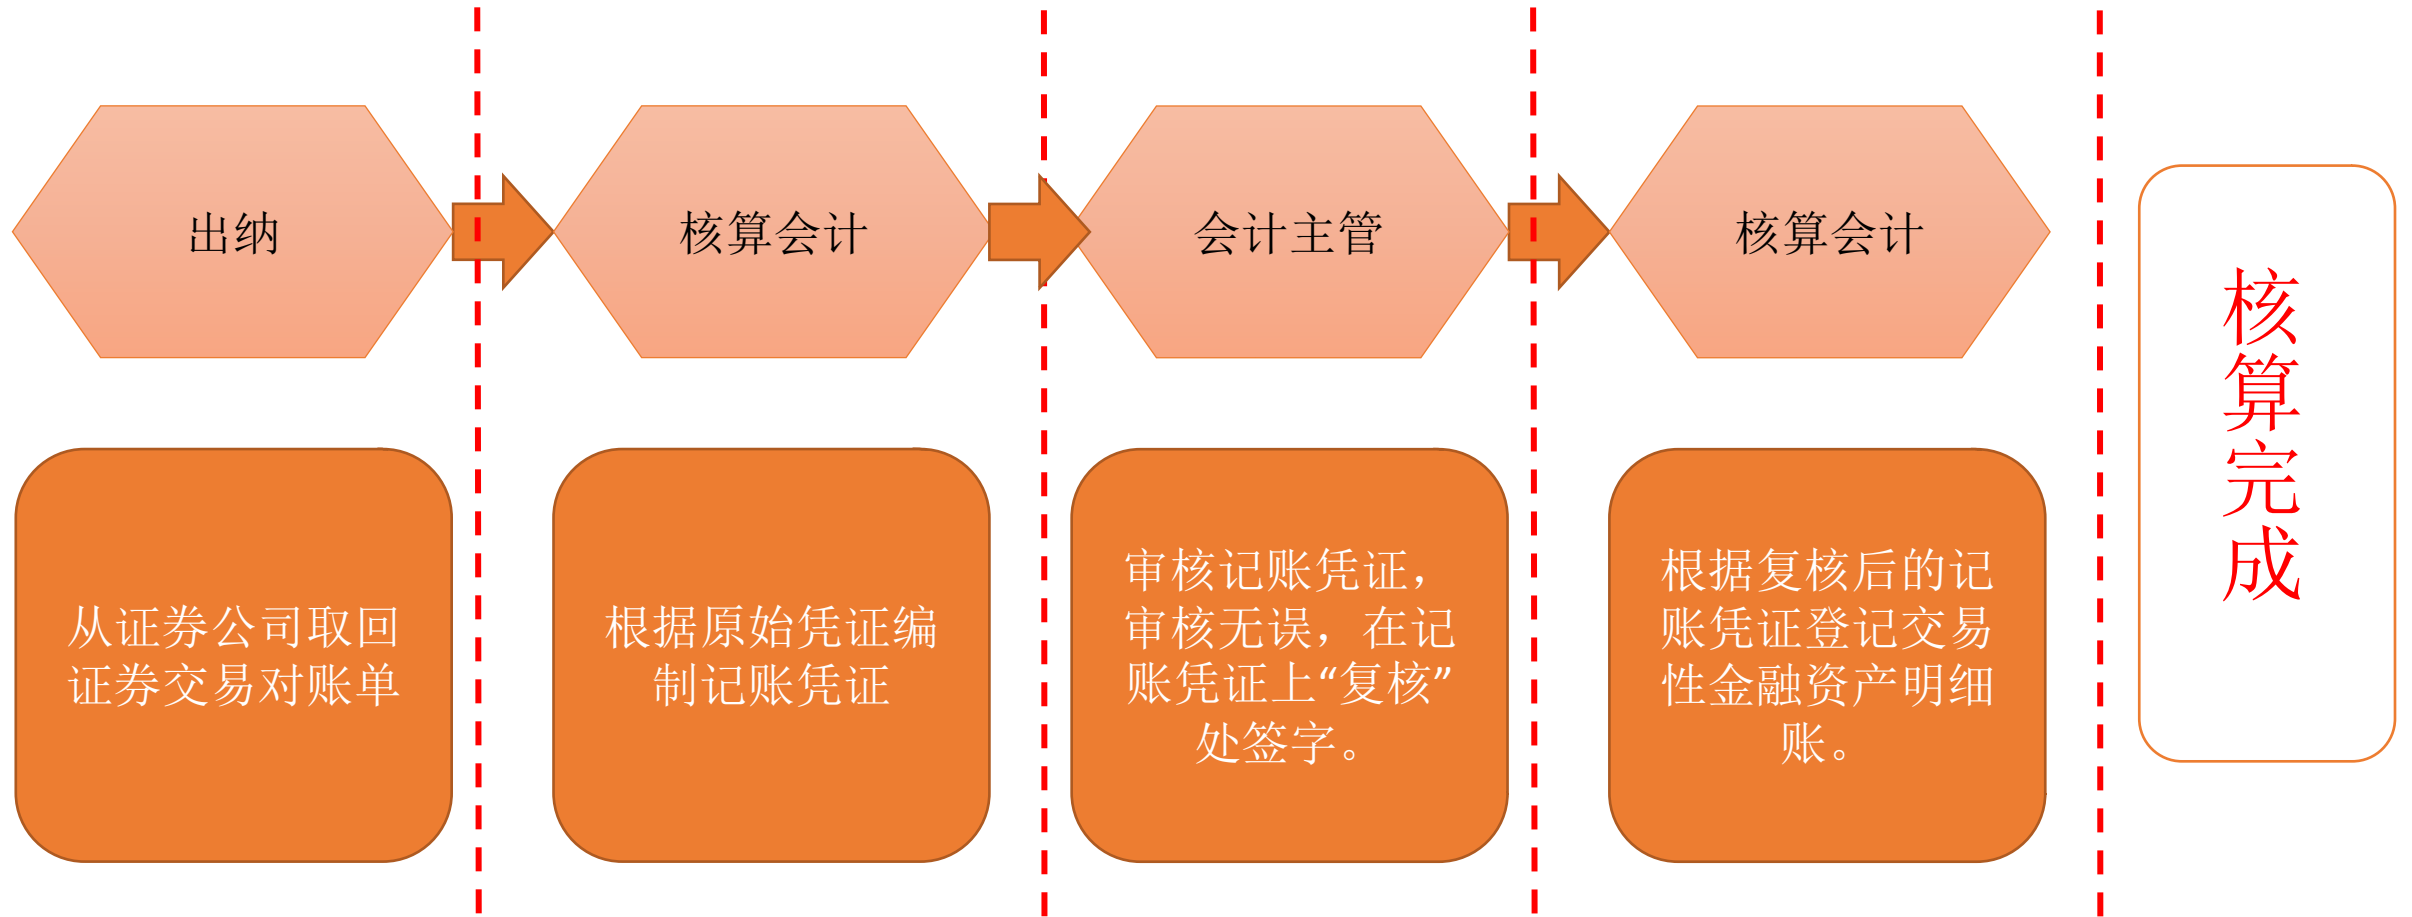 出纳
核算会计
会计主管
核算会计
从证券公司取回
证券交易对账单
根据原始凭证编
制记账凭证
审核记账凭证，
审核无误，在记
账凭证上“复核”
处签字。
根据复核后的记
账凭证登记交易
性金融资产明细
账。
核算完成